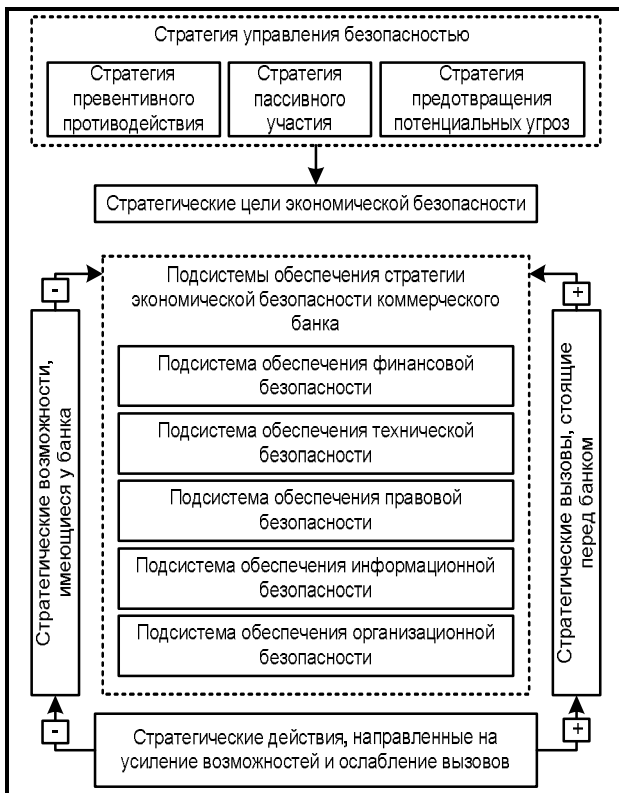 Стратегия управления безопасностью
Стратегия
превентивного
противодействия
Стратегия
пассивного
участия
Стратегия
предотвращения
потенциальных угроз
Стратегические цели экономической безопасности
-
+
Подсистемы обеспечения стратегии
экономической безопасности коммерческого
банка
Стратегические возможности,
имеющиеся у банка
Подсистема обеспечения финансовой
безопасности
Подсистема обеспечения технической
безопасности
Подсистема обеспечения правовой
безопасности
Подсистема обеспечения информационной
безопасности
Подсистема обеспечения организационной
безопасности
Стратегические вызовы, стоящие
перед банком
-
+
Стратегические действия, направленные на
усиление возможностей и ослабление вызовов